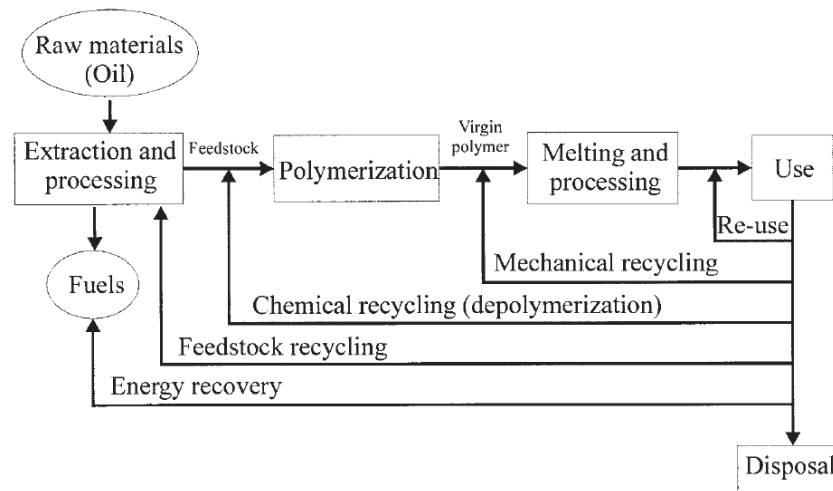 Raw materials
(Oil)
Extraction and
processing
Feedstock
Polymerization
Virgin
polymer
Melting and
processing
Use
Re-use
Mechanical recycling
Fuels
Chemical recycling (depolymerization)
Feedstock recycling
Energy recovery
Disposal